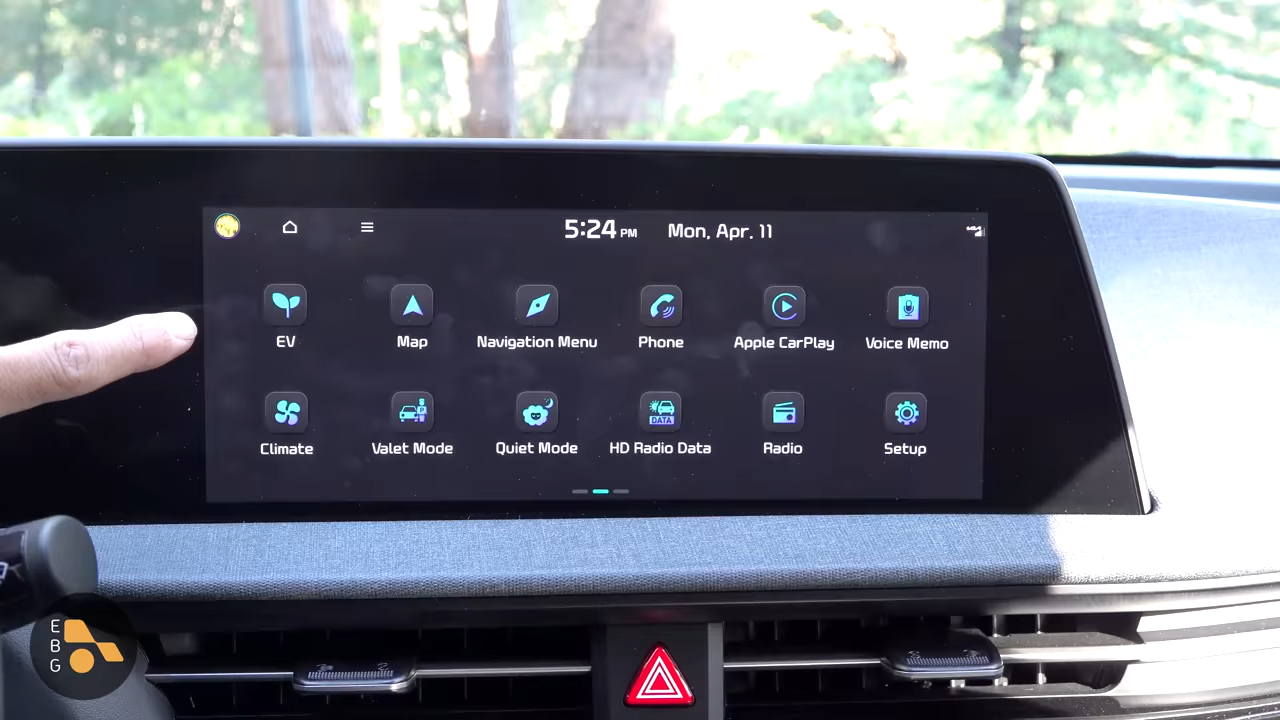 5:24 PM Mon, Apr. 11
EV Map Navigation Menu Phone Apple CarPlay Voice Memo
P
DATA
Climate Valet Mode Quiet Mode HD Radio Data Radio Setup
E
B
G